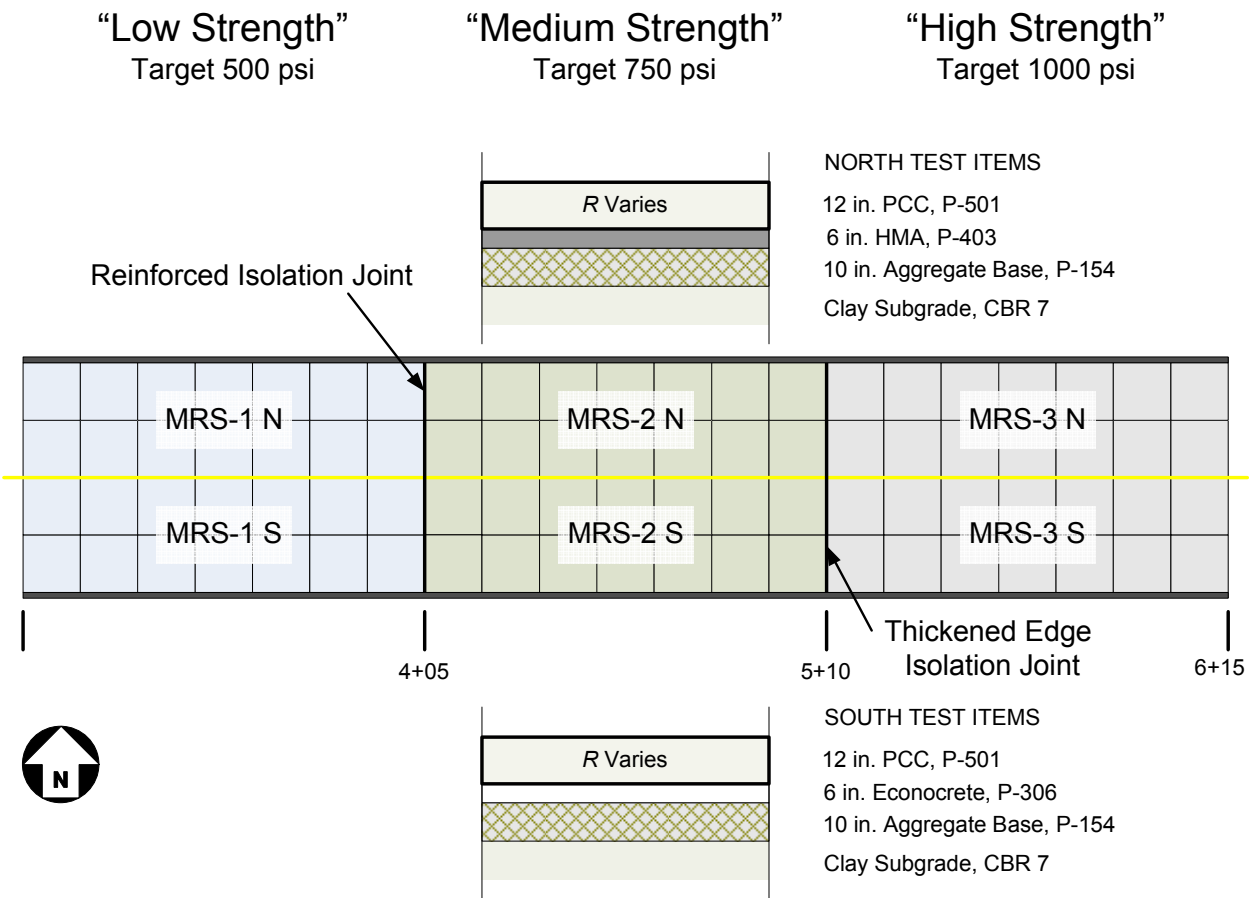 “Low Strength”
Target 500 psi
“Medium Strength”
Target 750 psi
“High Strength”
Target 1000 psi
R Varies
NORTH TEST ITEMS
12 in. PCC, P-501
6 in. HMA, P-403
10 in. Aggregate Base, P-154
Clay Subgrade, CBR 7
Reinforced Isolation Joint
MRS-1 N
MRS-2 N
MRS-3 N
MRS-1 S
MRS-2 S
MRS-3 S
4+05
5+10
Thickened Edge
Isolation Joint
6+15
N
R Varies
SOUTH TEST ITEMS
12 in. PCC, P-501
6 in. Econocrete, P-306
10 in. Aggregate Base, P-154
Clay Subgrade, CBR 7